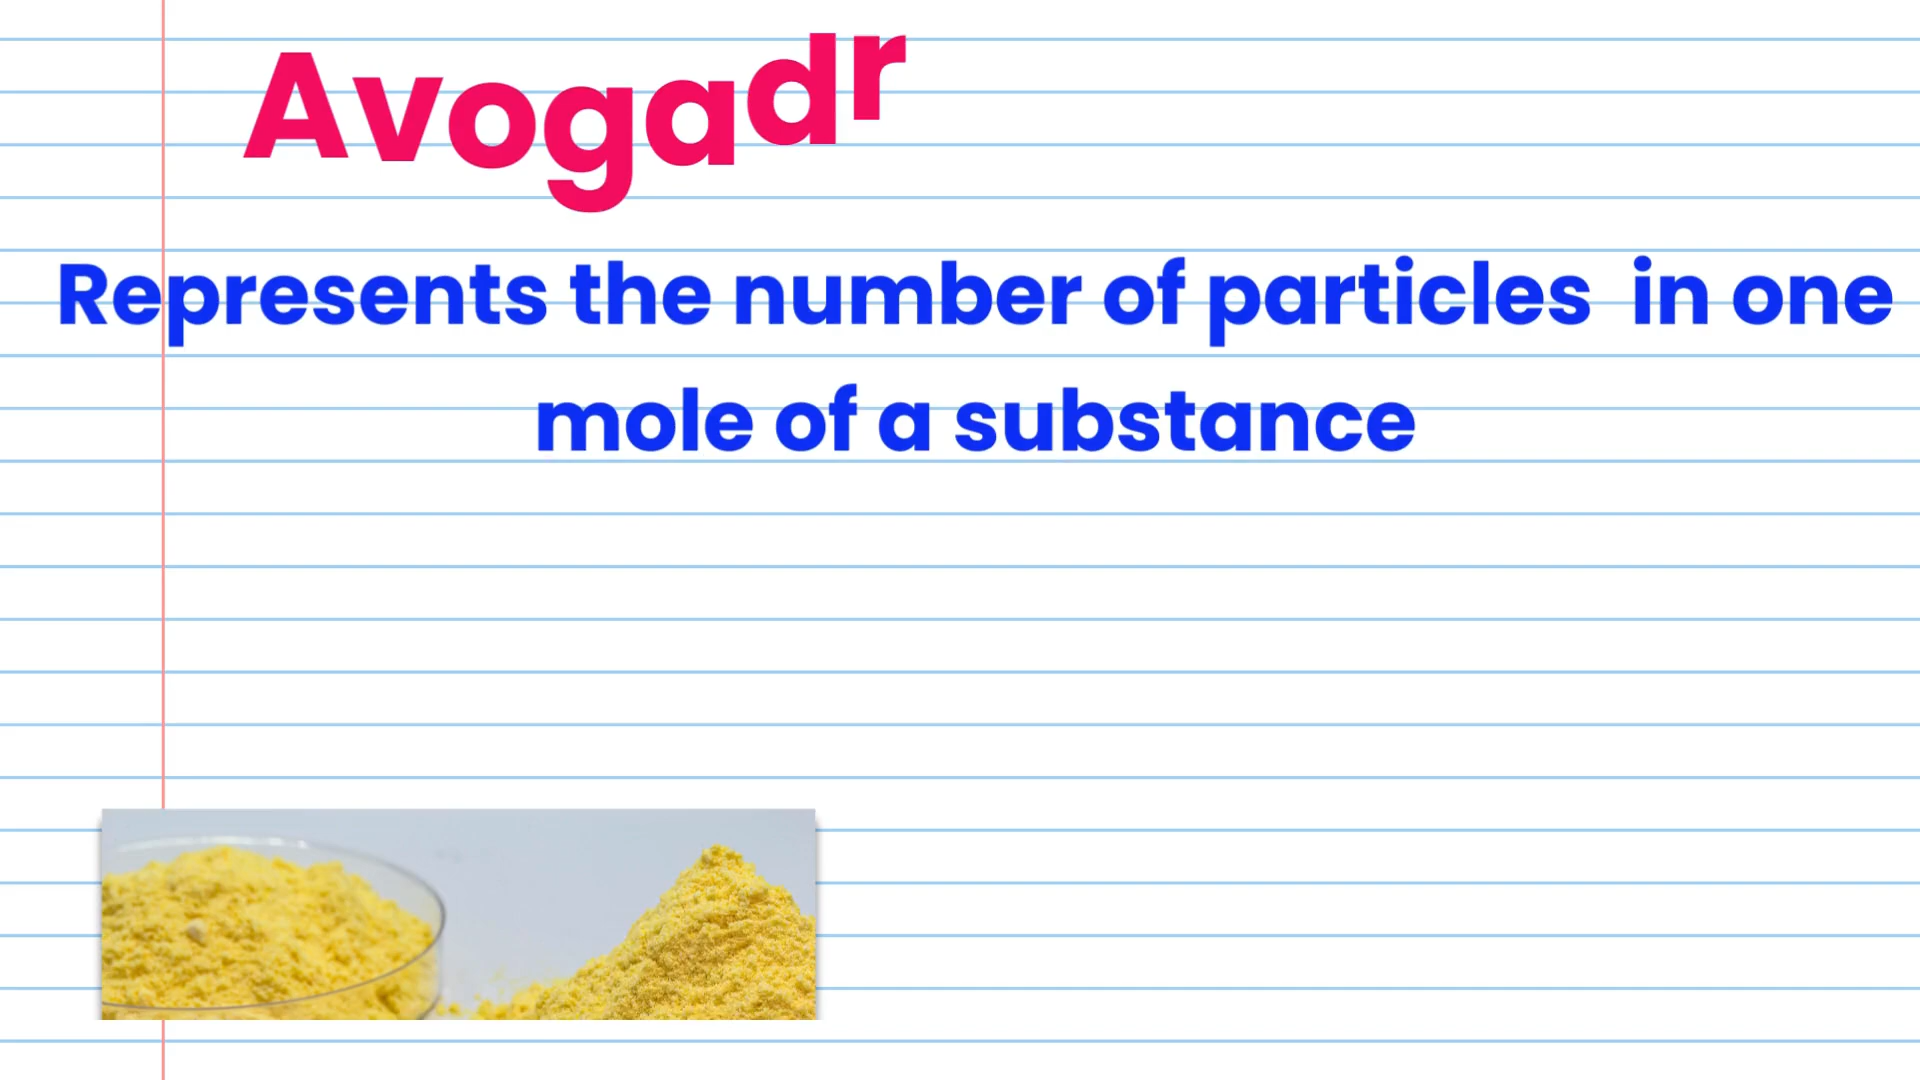 Avogadr
Represents the number of particles in one
mole of a substance